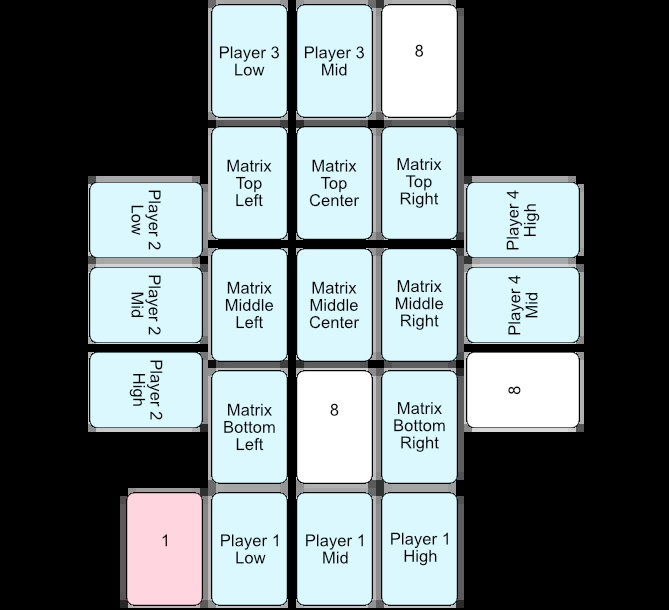 Player 3
Low
Player 3
Mid
8
Matrix
Top
Left
Matrix
Top
Center
Matrix
Top
Right
Player 2
Low
Player 4
High
Matrix
Middle
Left
Matrix
Middle
Center
Matrix
Middle
Right
Player 2
Mid
Player 4
Mid
Player 2
High
Matrix
Bottom
Left
8
Matrix
Bottom
Right
8
1
Player 1
Low
Player 1
Mid
Player 1
High